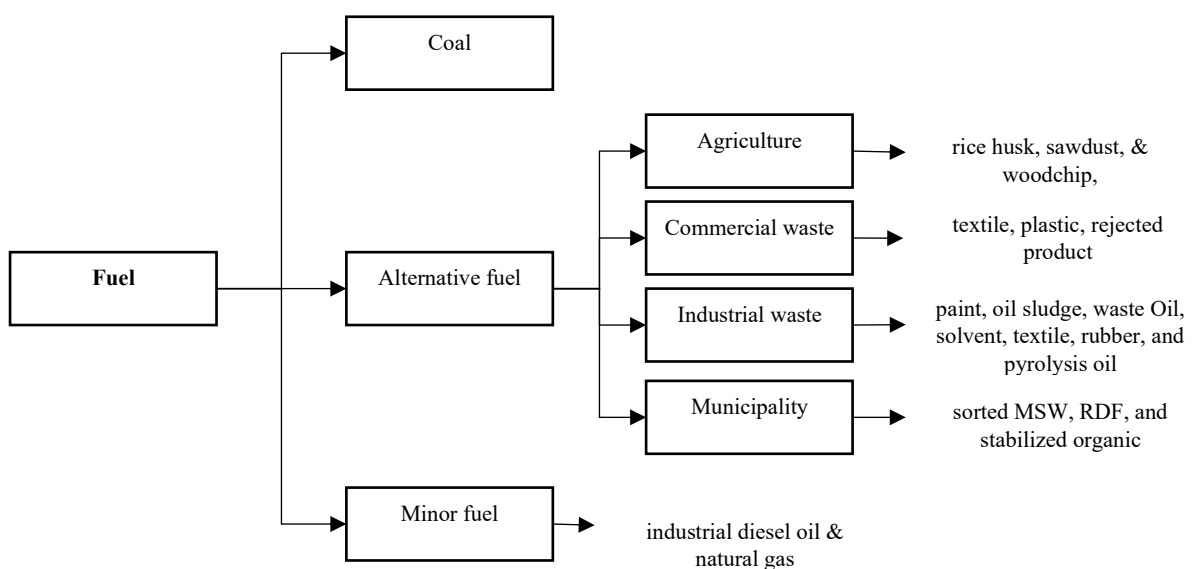 Coal
Agriculture
rice husk, sawdust, &
woodchip,
Commercial waste
textile, plastic, rejected
product
Fuel
Alternative fuel
Industrial waste
paint, oil sludge, waste Oil,
solvent, textile, rubber, and
pyrolysis oil
Municipality
sorted MSW, RDF, and
stabilized organic
Minor fuel
industrial diesel oil &
natural gas